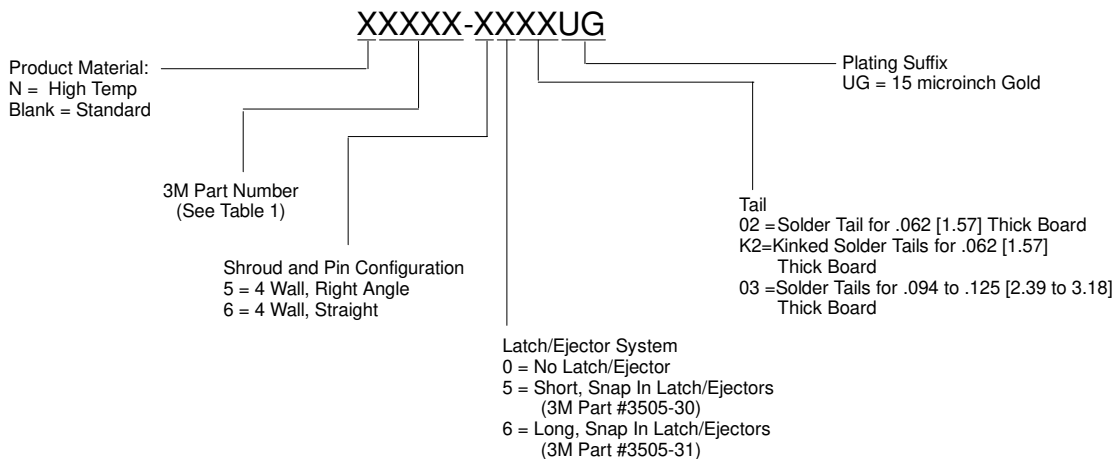 XXXXX-XXXXUG
Product Material:
N = High Temp
Blank = Standard
Plating Suffix
UG = 15 microinch Gold
3M Part Number
(See Table 1)
Tail
02 =Solder Tail for .062 [1.57] Thick Board
K2=Kinked Solder Tails for .062 [1.57]
Thick Board
03 =Solder Tails for .094 to .125 [2.39 to 3.18]
Thick Board
Shroud and Pin Configuration
5 = 4 Wall, Right Angle
6 = 4 Wall, Straight
Latch/Ejector System
0 = No Latch/Ejector
5 = Short, Snap In Latch/Ejectors
(3M Part #3505-30)
6 = Long, Snap In Latch/Ejectors
(3M Part #3505-31)